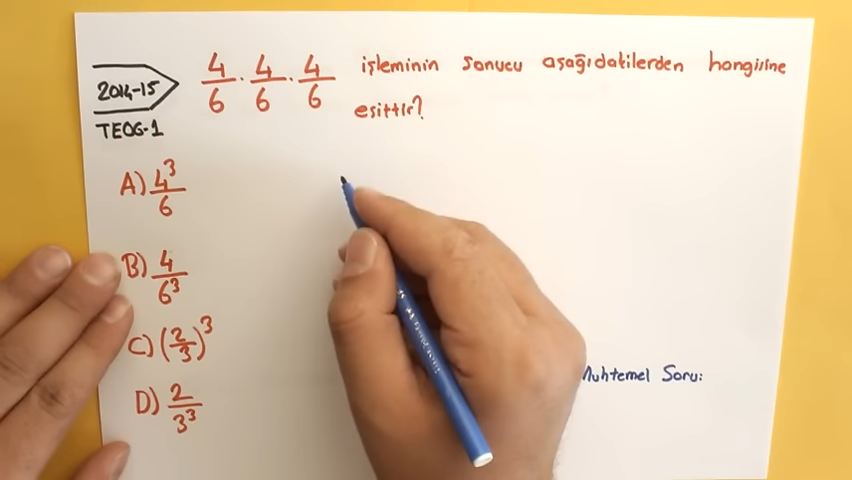 2014-15
TEOG-1
4/6 · 4/6 · 4/6 işleminin sonucu aşağıdakilerden hangisine
eşittir?
A) 4³/6
B) 4/6³
C) (2/3)³
D) 2/3³
Muhtemel Soru: